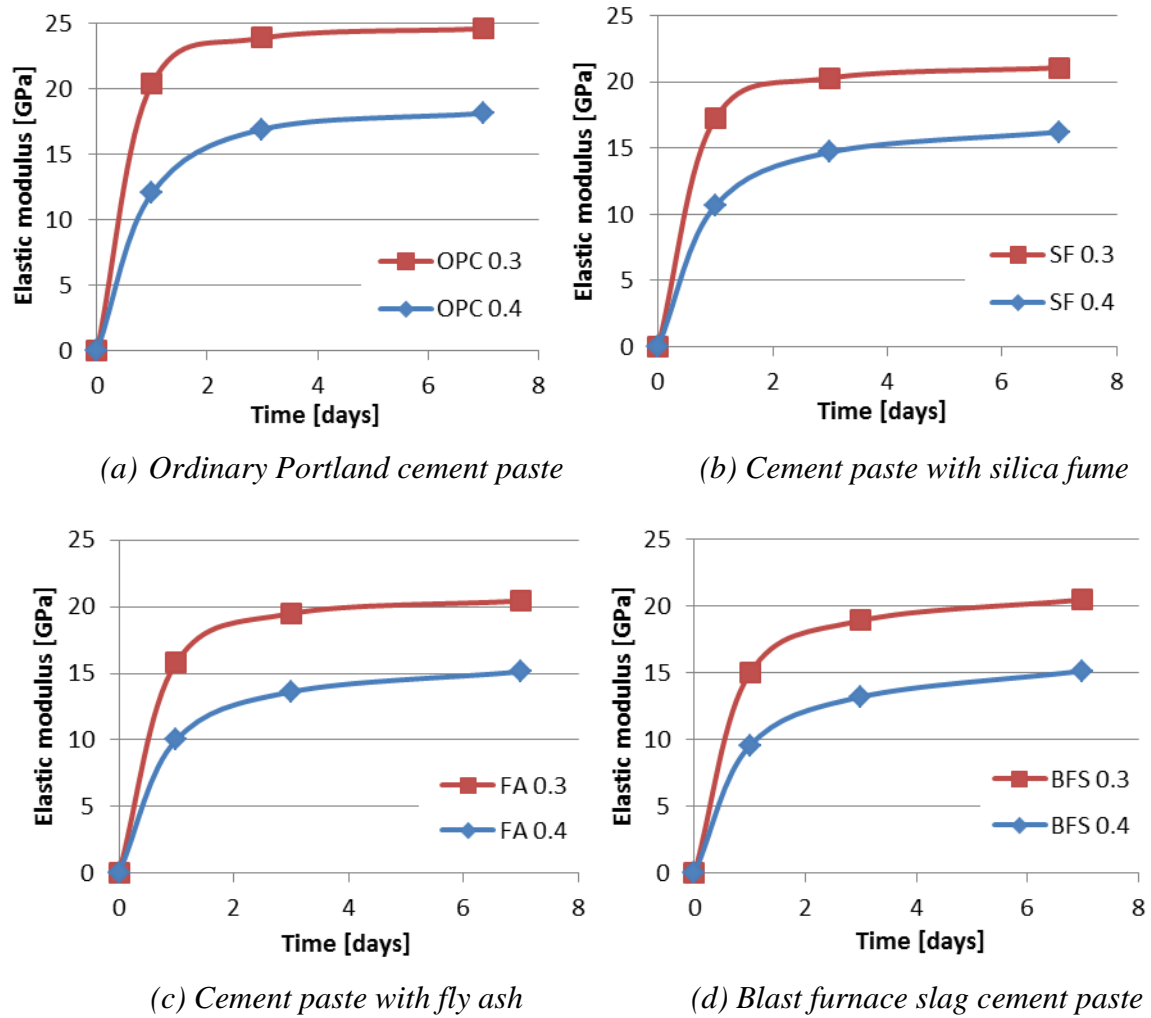 25
20
15
10
5
0
Elastic modulus [GPa]
OPC 0.3
OPC 0.4
0 2 4 6 8
Time [days]
(a) Ordinary Portland cement paste
25
20
15
10
5
0
Elastic modulus [GPa]
SF 0.3
SF 0.4
0 2 4 6 8
Time [days]
(b) Cement paste with silica fume
25
20
15
10
5
0
Elastic modulus [GPa]
FA 0.3
FA 0.4
0 2 4 6 8
Time [days]
(c) Cement paste with fly ash
25
20
15
10
5
0
Elastic modulus [GPa]
BFS 0.3
BFS 0.4
0 2 4 6 8
Time [days]
(d) Blast furnace slag cement paste